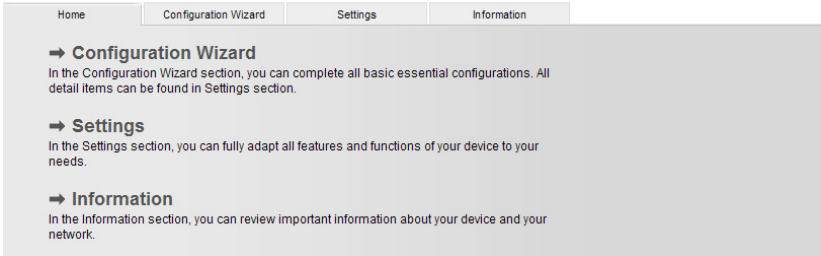 Home Configuration Wizard Settings Information
➡ Configuration Wizard
In the Configuration Wizard section, you can complete all basic essential configurations. All
detail items can be found in Settings section.
➡ Settings
In the Settings section, you can fully adapt all features and functions of your device to your
needs.
➡ Information
In the Information section, you can review important information about your device and your
network.